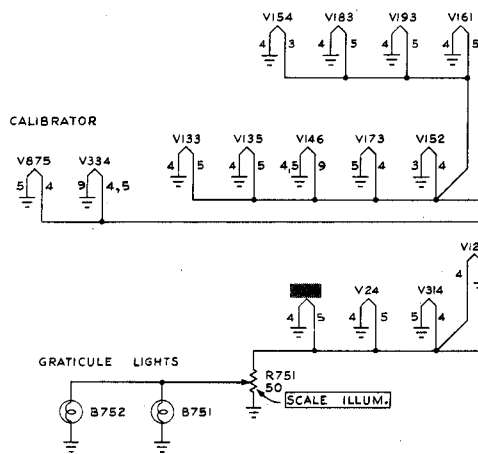 V154 V183 V193 V161
4 3 4 5 4 5 4 5
CALIBRATOR
V133 V135 V146 V173 V152
V875 V334
4 5 4 5 4,5 9 5 4 3 4
5 4 9 4,5
V12
4
V24 V314
4 5 4 5 5 4
GRATICULE LIGHTS
R751
50
B752 B751
SCALE ILLUM.